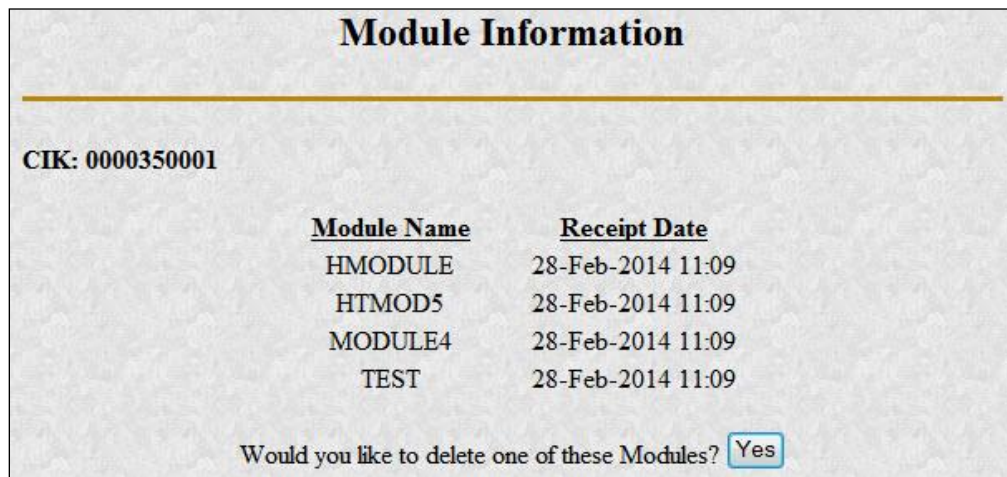 Module Information
CIK: 0000350001
Module Name Receipt Date
HMODULE 28-Feb-2014 11:09
HTMOD5 28-Feb-2014 11:09
MODULE4 28-Feb-2014 11:09
TEST 28-Feb-2014 11:09
Would you like to delete one of these Modules? Yes